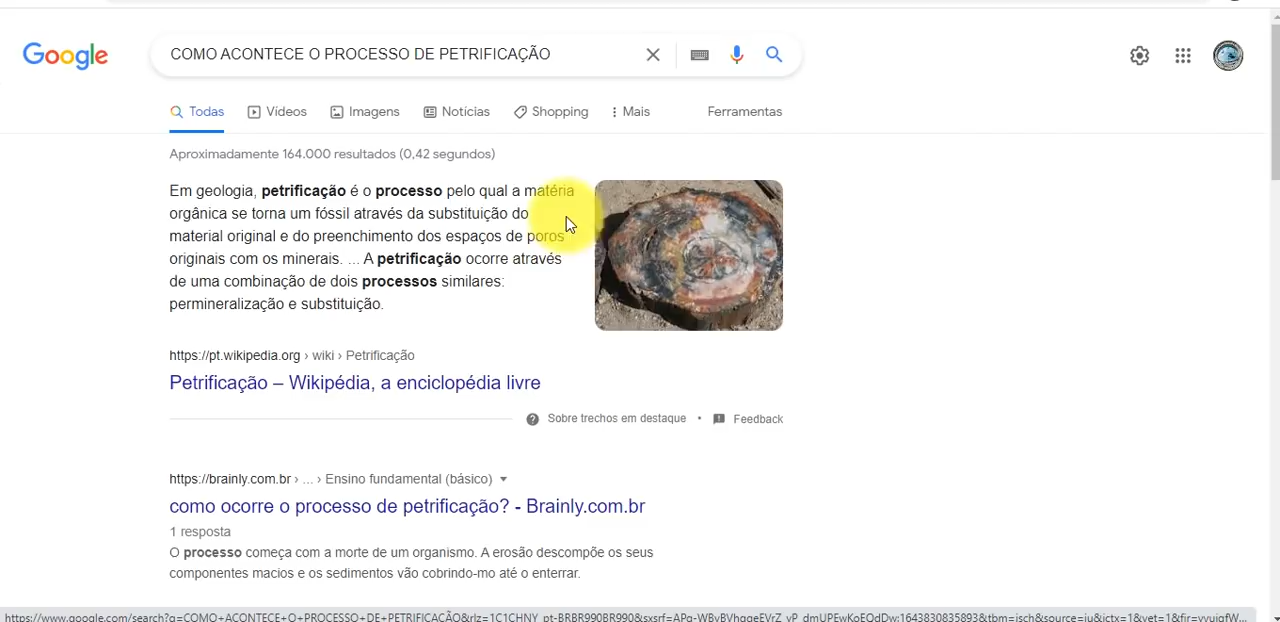 Google
COMO ACONTECE O PROCESSO DE PETRIFICAÇÃO
Todas Vídeos Imagens Notícias Shopping Mais Ferramentas
Aproximadamente 164.000 resultados (0,42 segundos)
Em geologia, petrificação é o processo pelo qual a matéria
orgânica se torna um fóssil através da substituição do
material original e do preenchimento dos espaços de poros
originais com os minerais. ... A petrificação ocorre através
de uma combinação de dois processos similares:
permineralização e substituição.
https://pt.wikipedia.org › wiki › Petrificação
Petrificação – Wikipédia, a enciclopédia livre
Sobre trechos em destaque • Feedback
https://brainly.com.br › ... › Ensino fundamental (básico)
como ocorre o processo de petrificação? - Brainly.com.br
1 resposta
O processo começa com a morte de um organismo. A erosão descompõe os seus
componentes macios e os sedimentos vão cobrindo-mo até o enterrar.